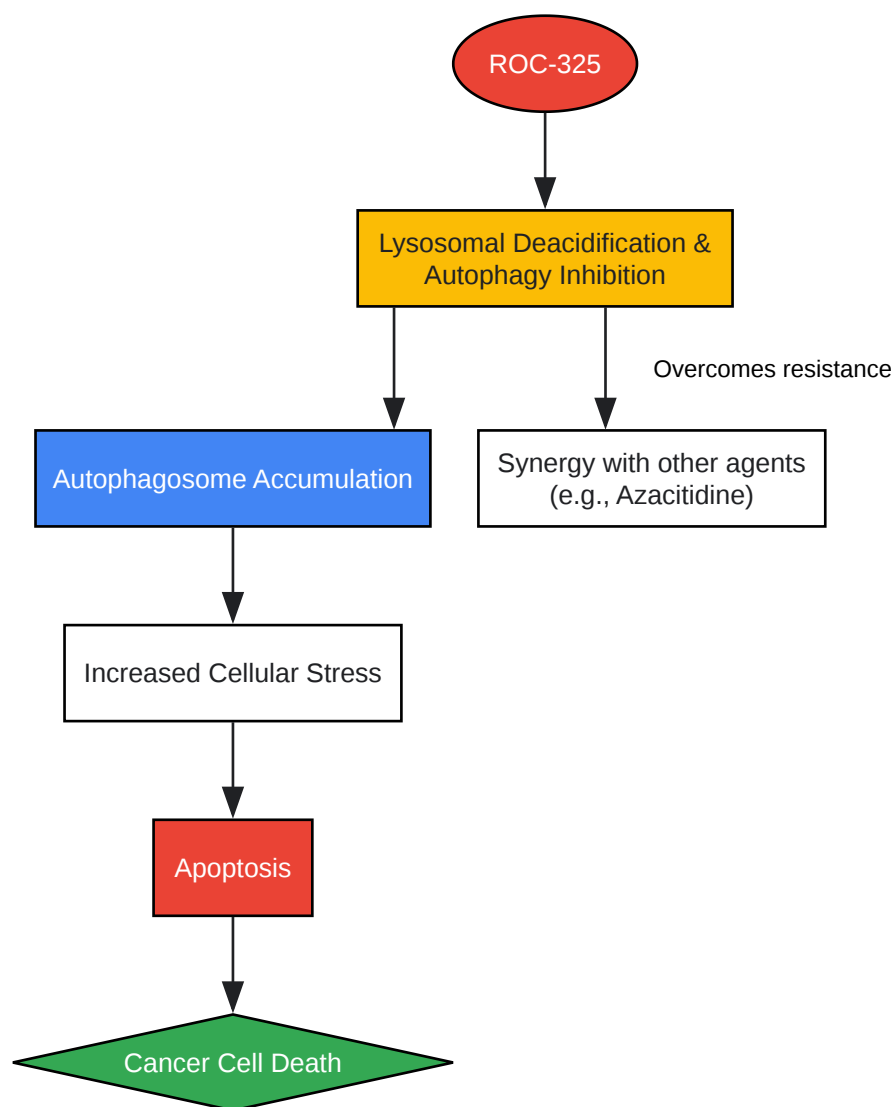 ROC-325
Lysosomal Deacidification &
Autophagy Inhibition
Overcomes resistance
Autophagosome Accumulation
Synergy with other agents
(e.g., Azacitidine)
Increased Cellular Stress
Apoptosis
Cancer Cell Death